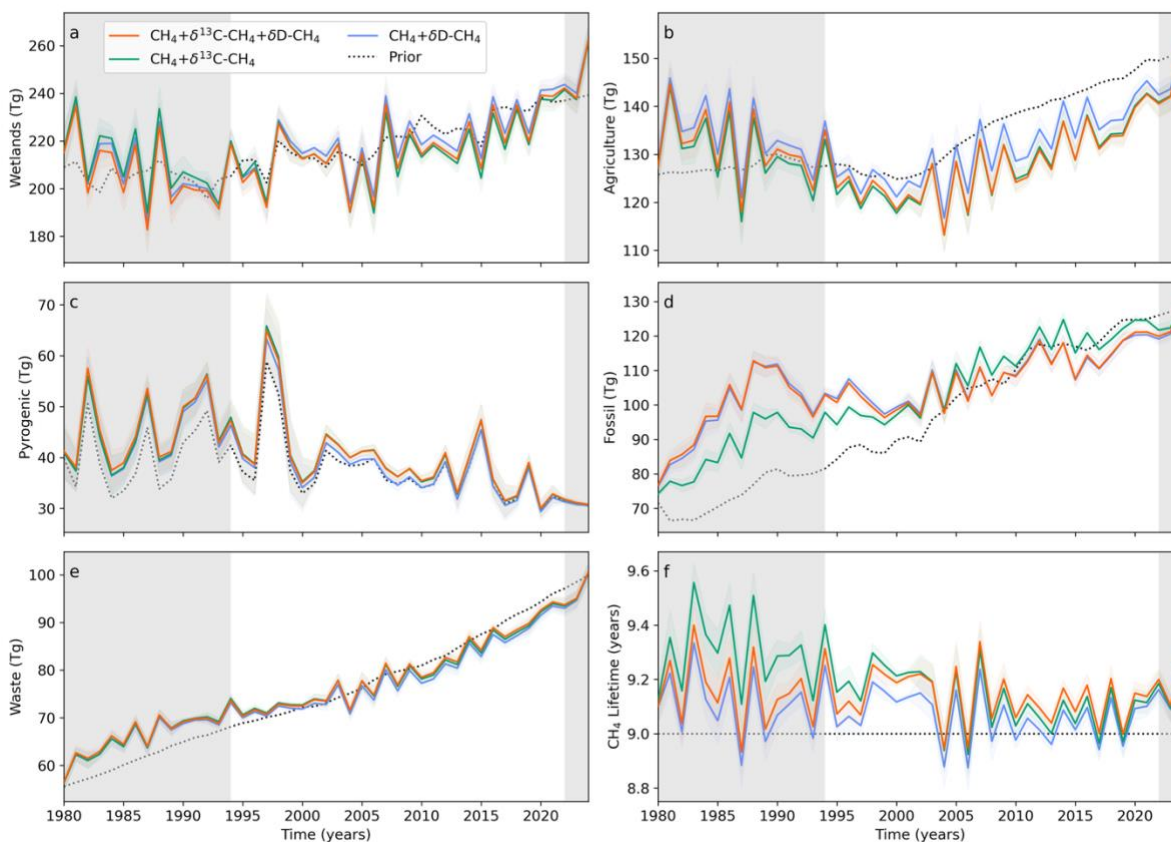 a
CH₄+δ¹³C-CH₄+δD-CH₄
CH₄+δD-CH₄
CH₄+δ¹³C-CH₄
Prior
Wetlands (Tg)
260
240
220
200
180
b
Agriculture (Tg)
150
140
130
120
110
c
Pyrogenic (Tg)
70
60
50
40
30
d
Fossil (Tg)
130
120
110
100
90
80
70
e
Waste (Tg)
100
90
80
70
60
1980 1985 1990 1995 2000 2005 2010 2015 2020
Time (years)
f
CH₄ Lifetime (years)
9.6
9.4
9.2
9.0
8.8
1980 1985 1990 1995 2000 2005 2010 2015 2020
Time (years)